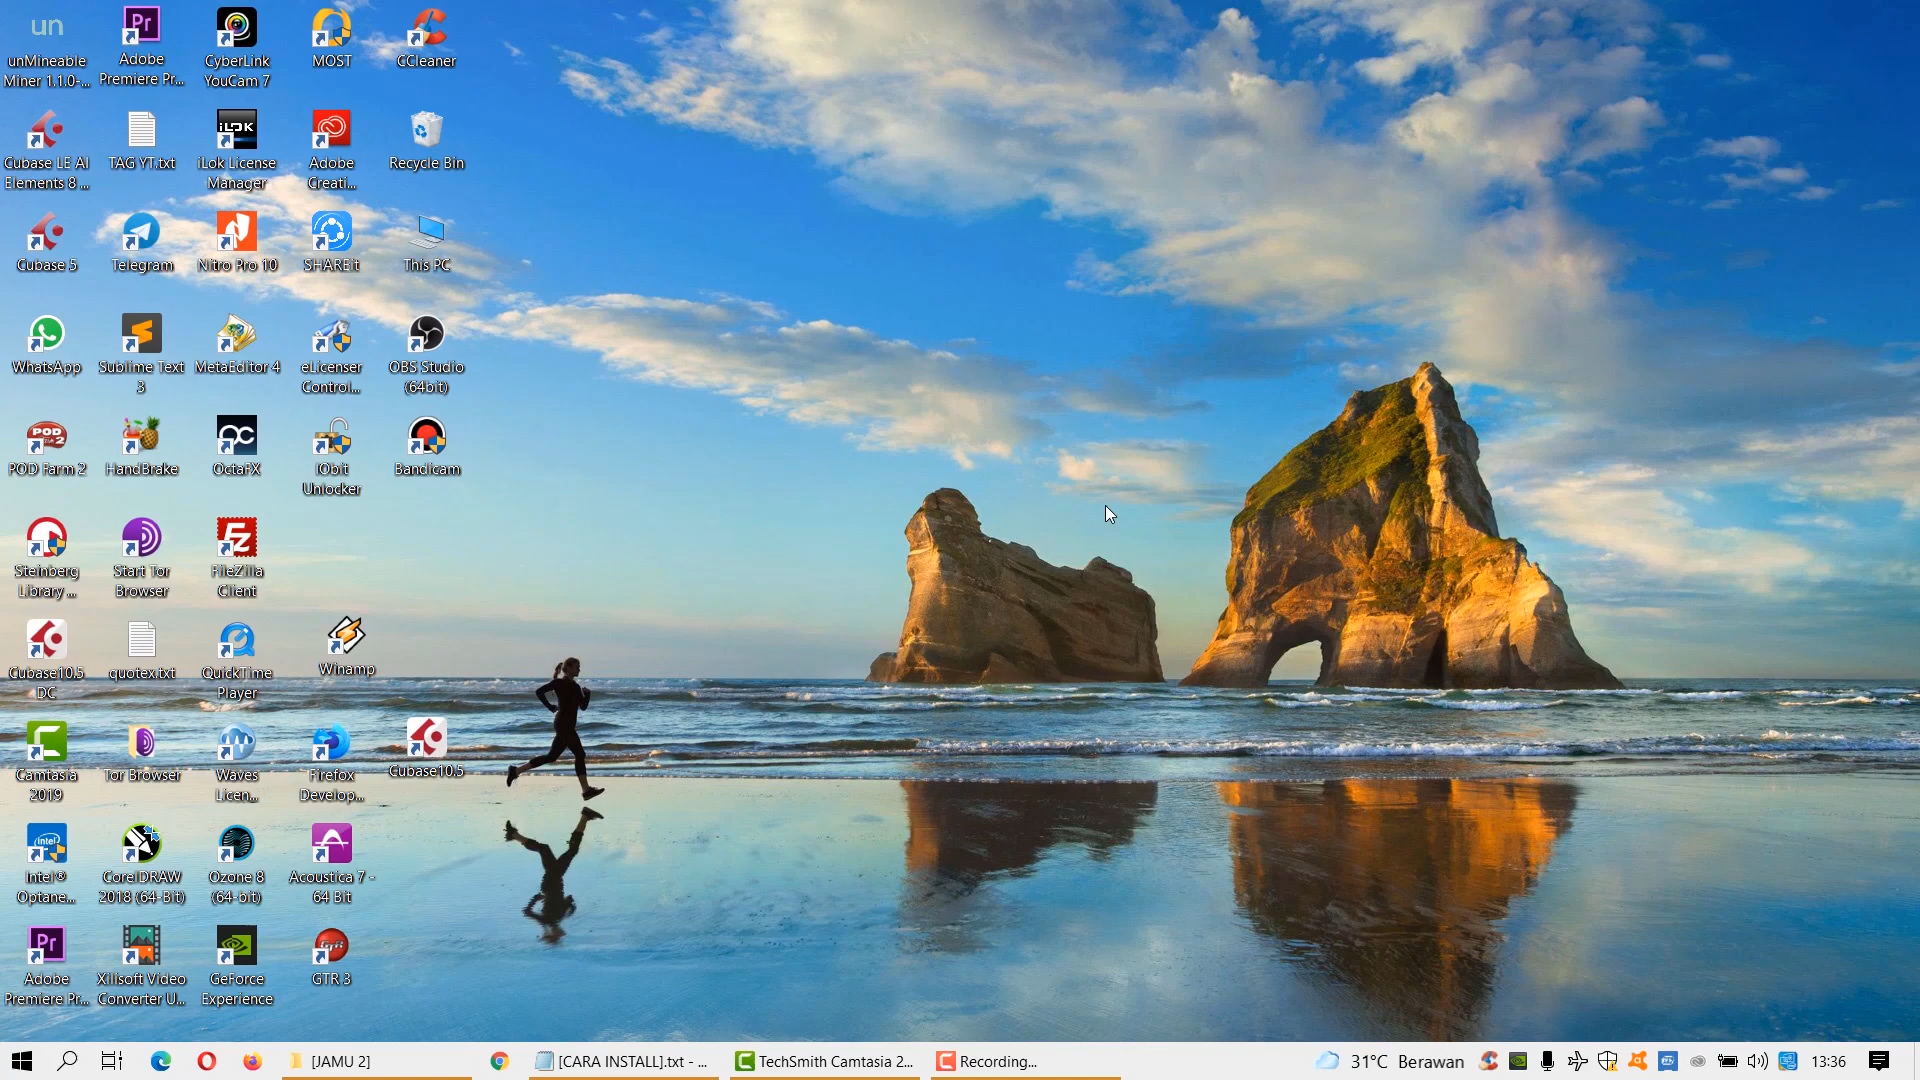 un
unMineable
Miner 1.1.0-...
Adobe
Premiere Pr...
CyberLink
YouCam 7
MOST
CCleaner
Cubase LE AI
Elements 8 ...
TAG YT.txt
iLOK
iLok License
Manager
Adobe
Creati...
Recycle Bin
Cubase 5
Telegram
Nitro Pro 10
SHAREit
This PC
WhatsApp
Sublime Text
3
MetaEditor 4
eLicenser
Control...
OBS Studio
(64bit)
POD Farm 2
HandBrake
OctaFX
IObit
Unlocker
Bandicam
Steinberg
Library ...
Start Tor
Browser
FileZilla
Client
Cubase10.5
DC
quotex.txt
QuickTime
Player
Winamp
Camtasia
2019
Tor Browser
Waves
Licen...
Firefox
Develop...
Cubase10.5
Intel®
Optane...
CorelDRAW
2018 (64-Bit)
Ozone 8
(64-bit)
Acoustica 7 -
64 Bit
Adobe
Premiere Pr...
Xilisoft Video
Converter U...
GeForce
Experience
GTR 3
[JAMU 2]
[CARA INSTALL].txt - ...
TechSmith Camtasia 2...
Recording...
31°C Berawan
13:36